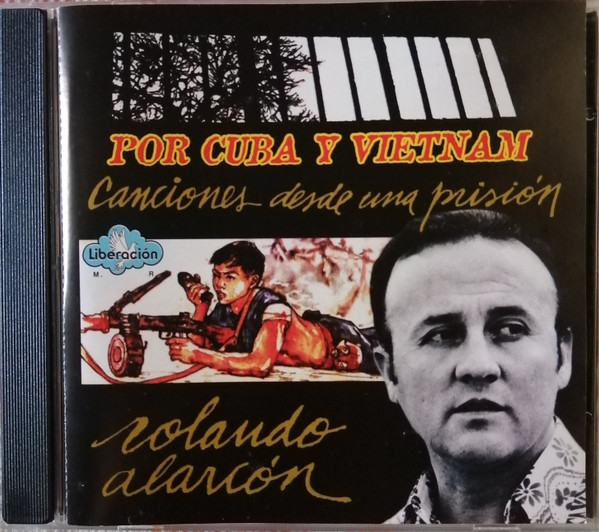 POR CUBA Y VIETNAM
Canciones desde una prisión
Liberación
M. R
rolando
alarcón